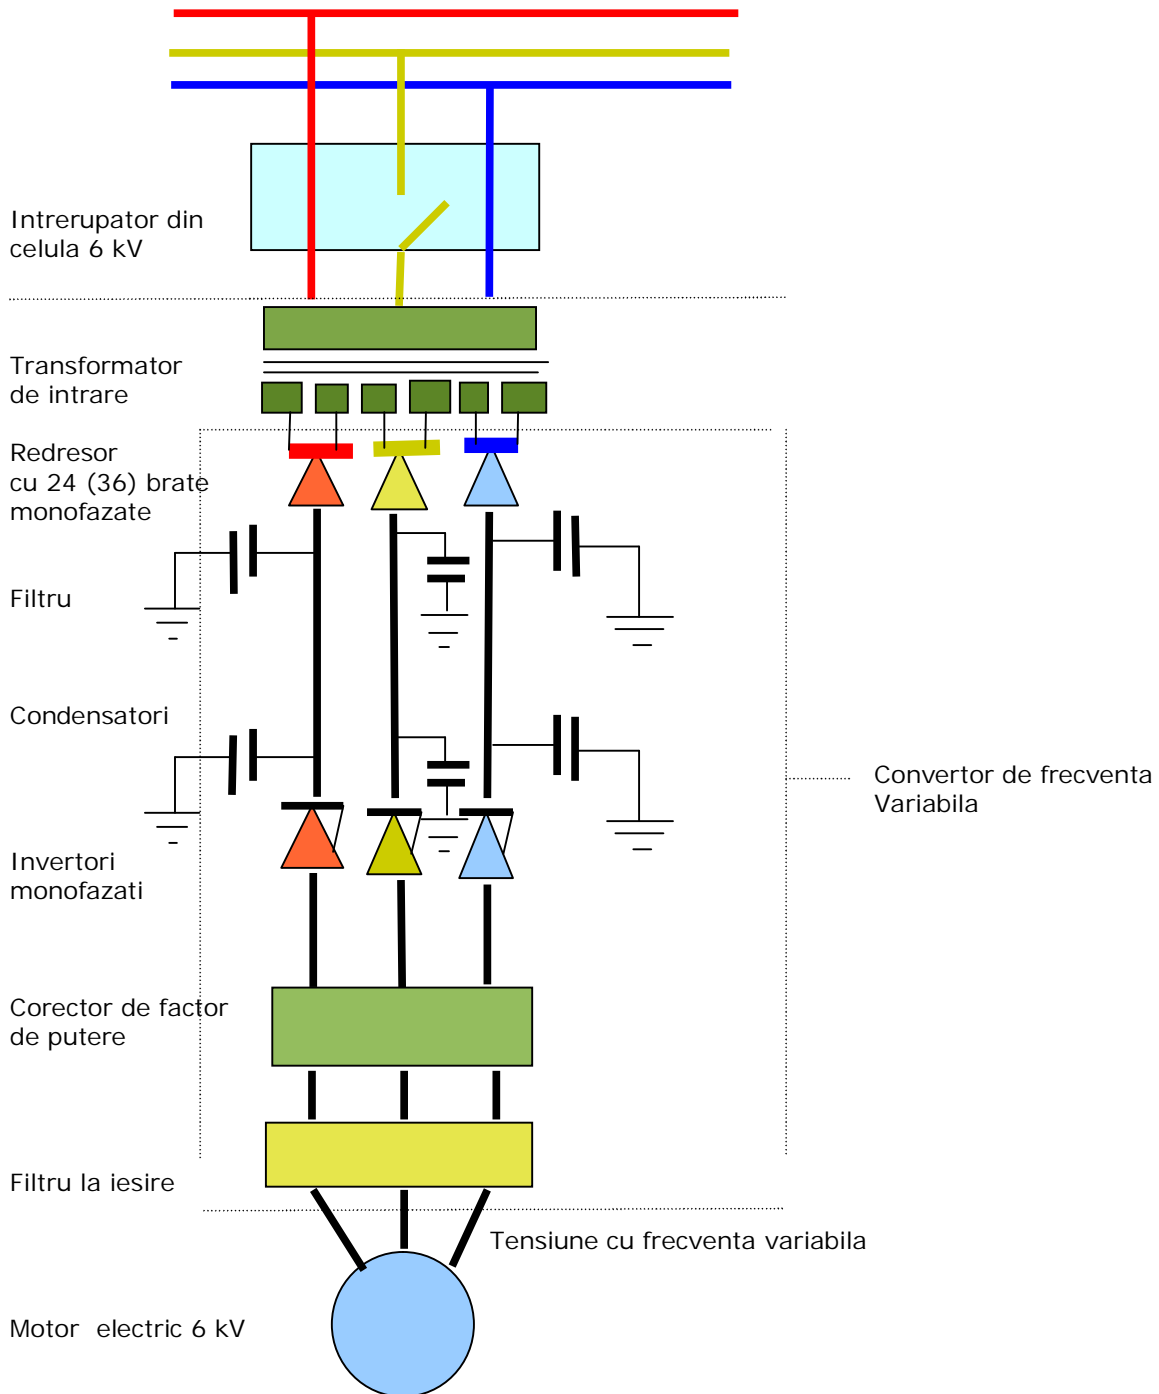 Intrerupator din
celula 6 kV
Transformator
de intrare
Redresor
cu 24 (36) brate
monofazate
Filtru
Condensatori
Convertor de frecventa
Variabila
Invertori
monofazati
Corector de factor
de putere
Filtru la iesire
Tensiune cu frecventa variabila
Motor electric 6 kV